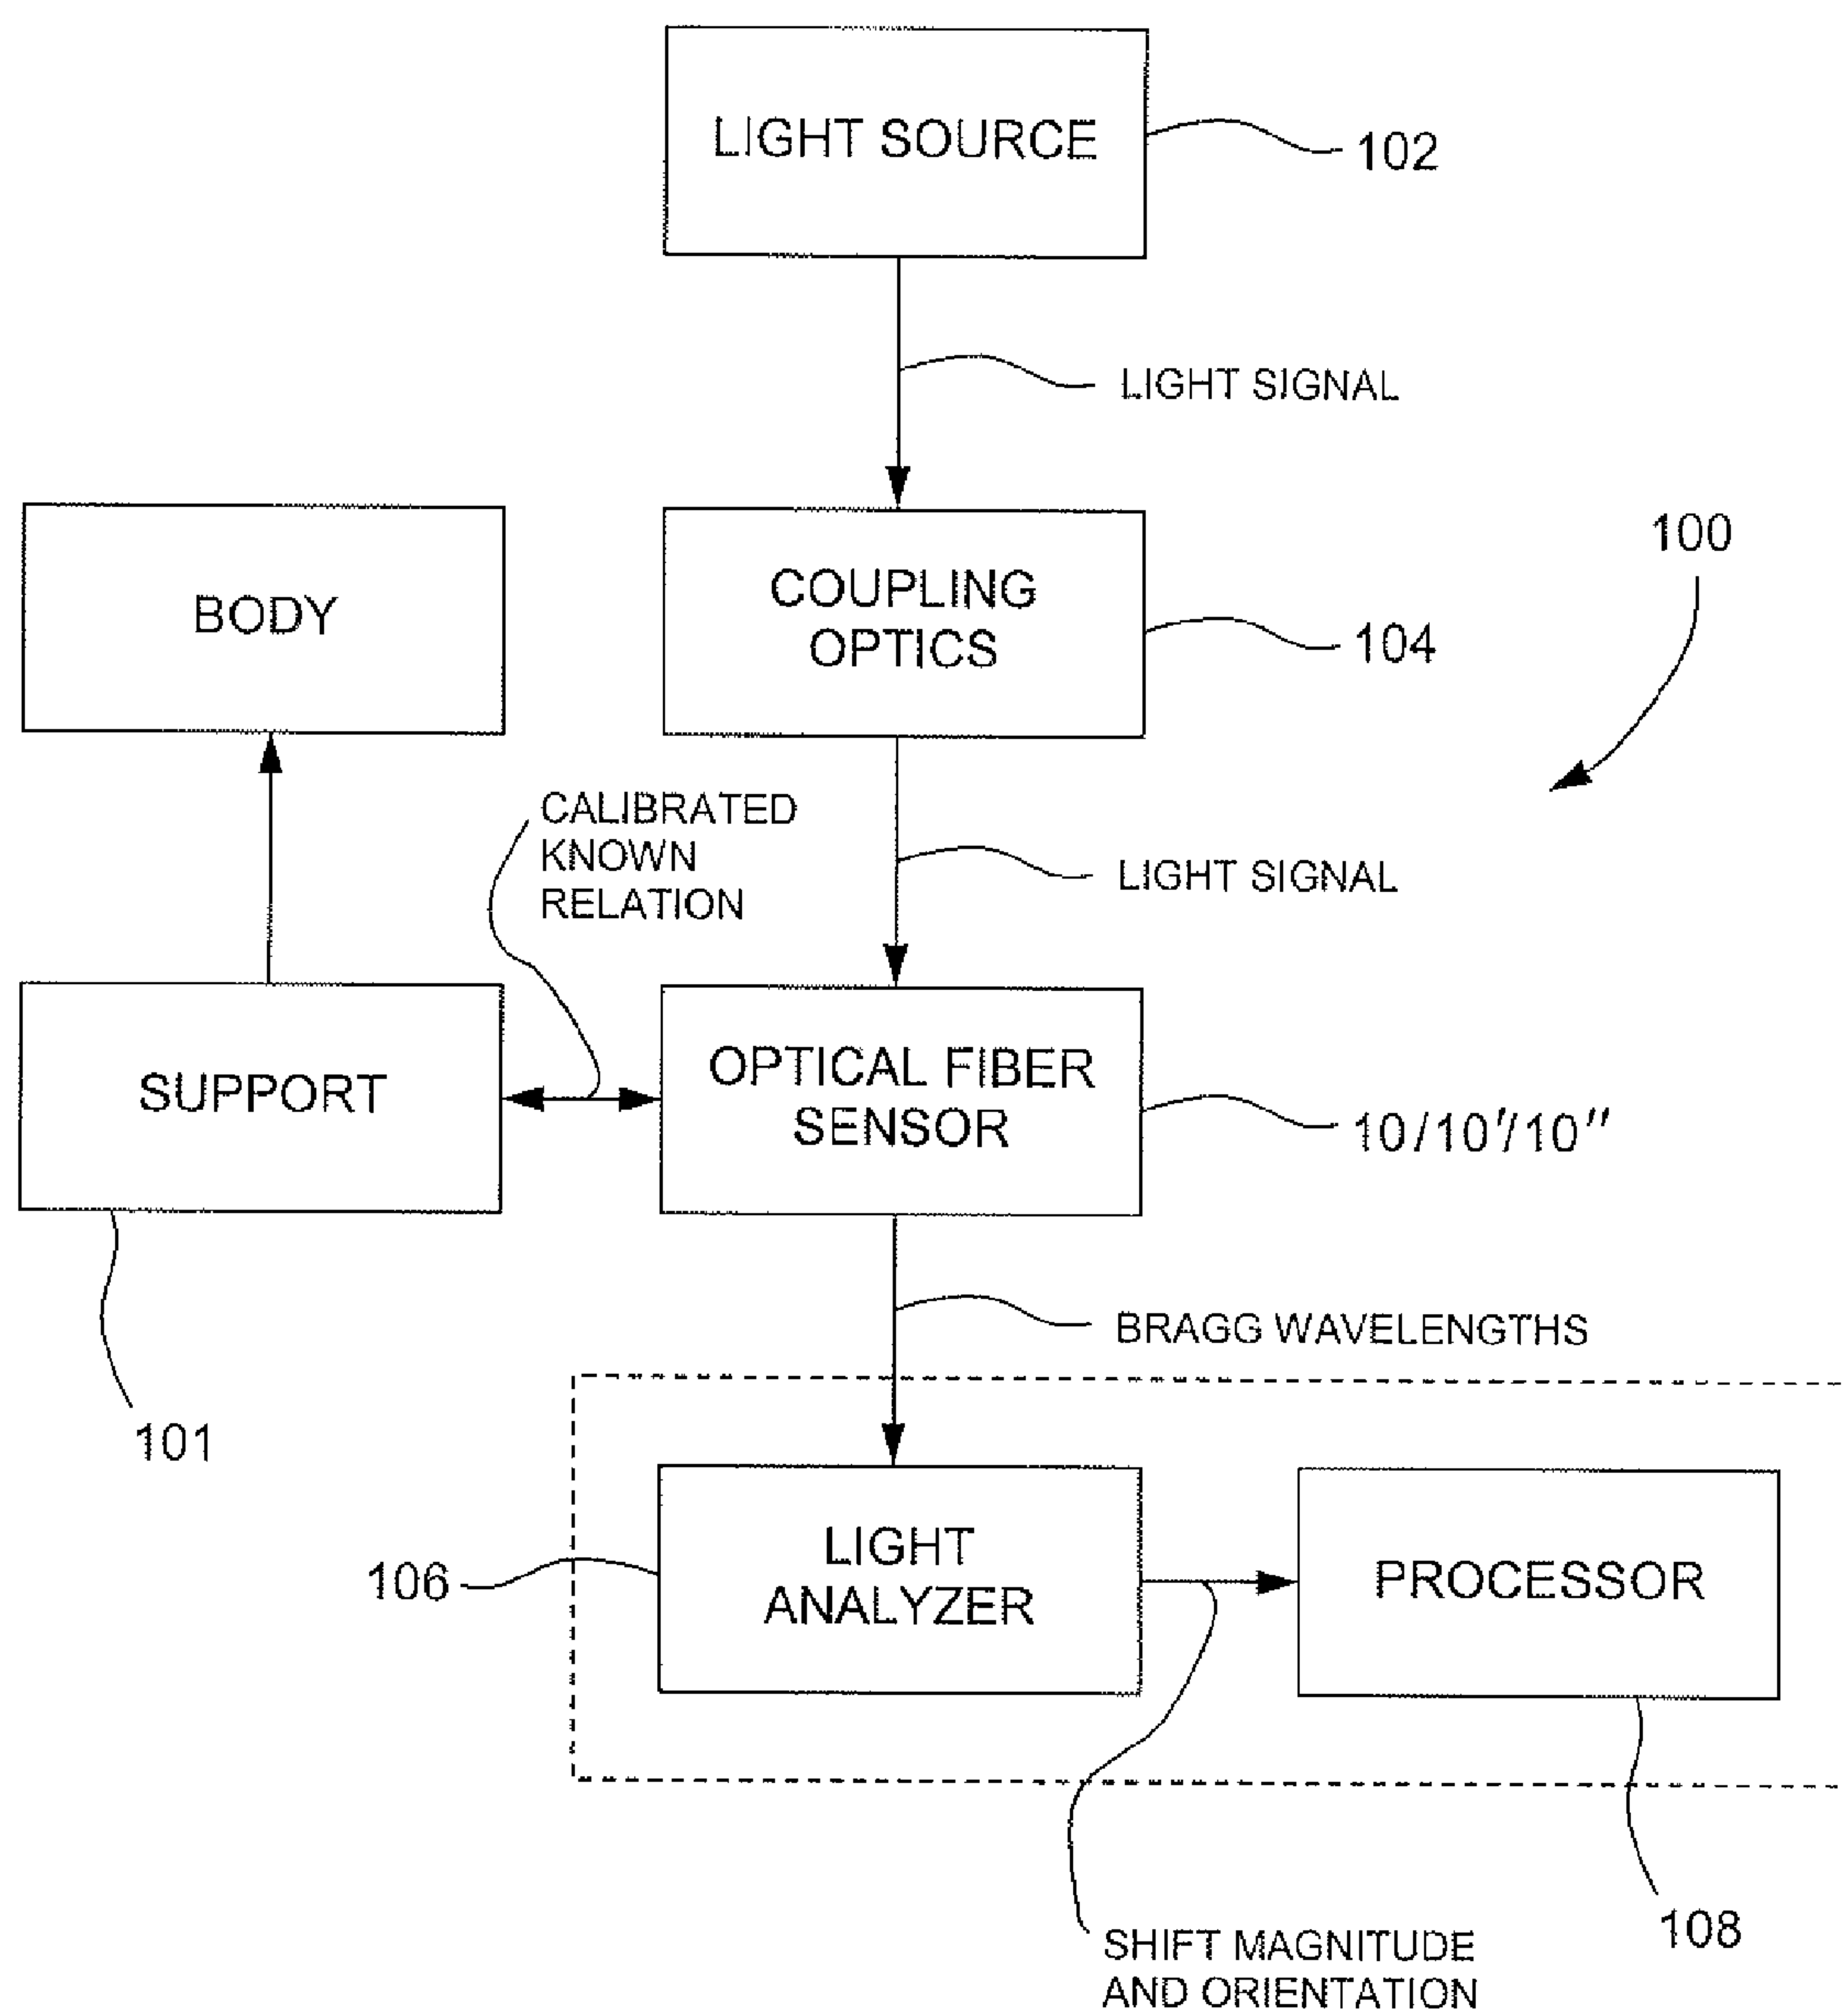 LIGHT SOURCE
102
LIGHT SIGNAL
BODY
COUPLING
OPTICS
104
100
CALIBRATED
KNOWN
RELATION
LIGHT SIGNAL
SUPPORT
101
OPTICAL FIBER
SENSOR
10/10′/10″
BRAGG WAVELENGTHS
106
LIGHT
ANALYZER
PROCESSOR
108
SHIFT MAGNITUDE
AND ORIENTATION